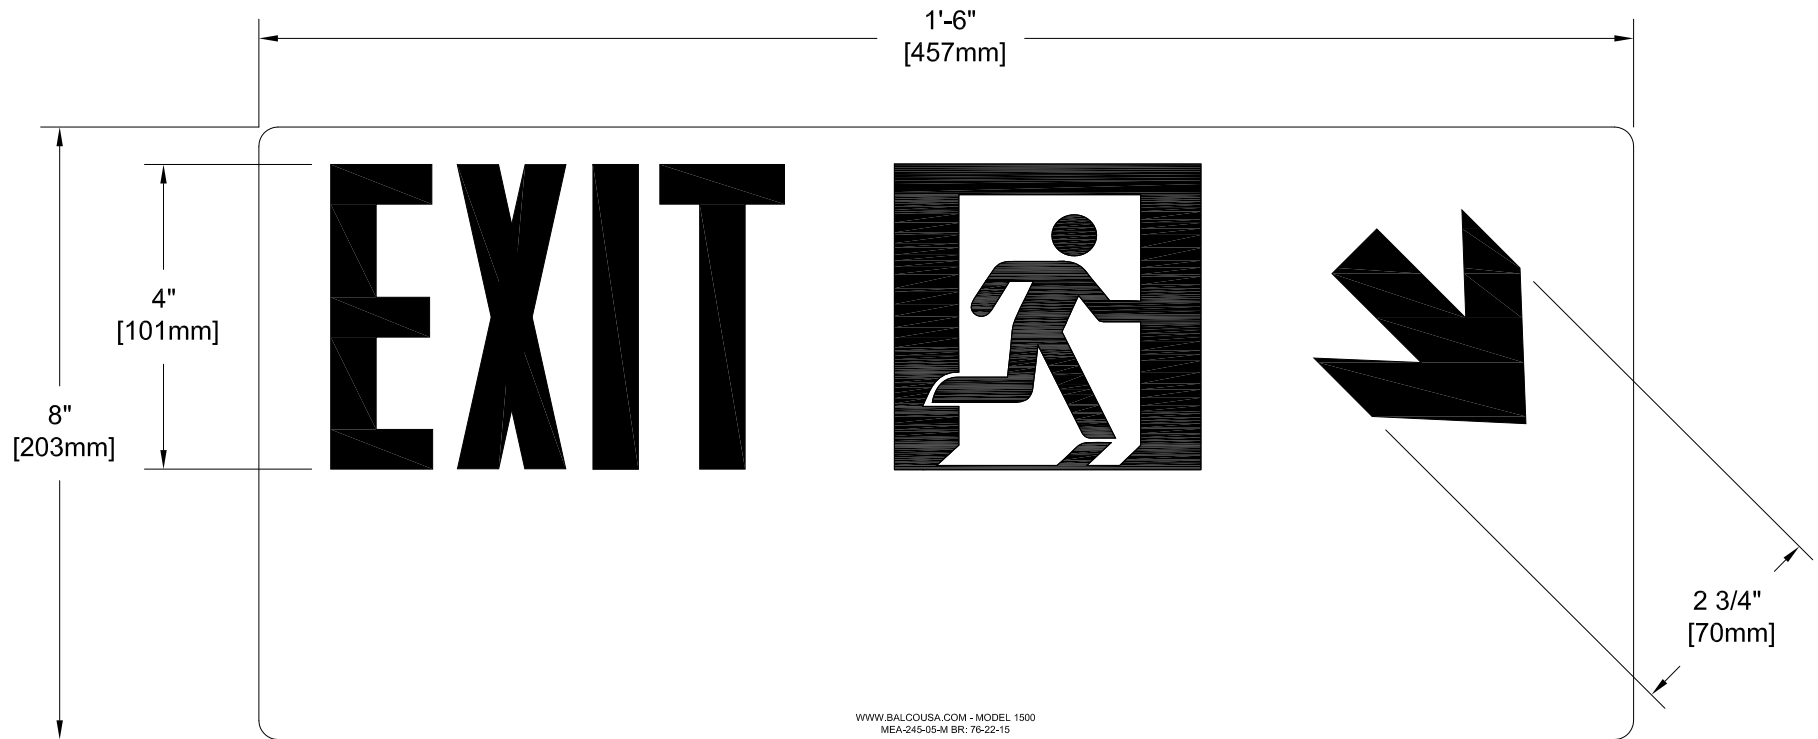 1'-6"
[457mm]
EXIT
4"
[101mm]
8"
[203mm]
2 3/4"
[70mm]
WWW.BALCOUSA.COM - MODEL 1500
MEA-245-05-M BR: 76-22-15